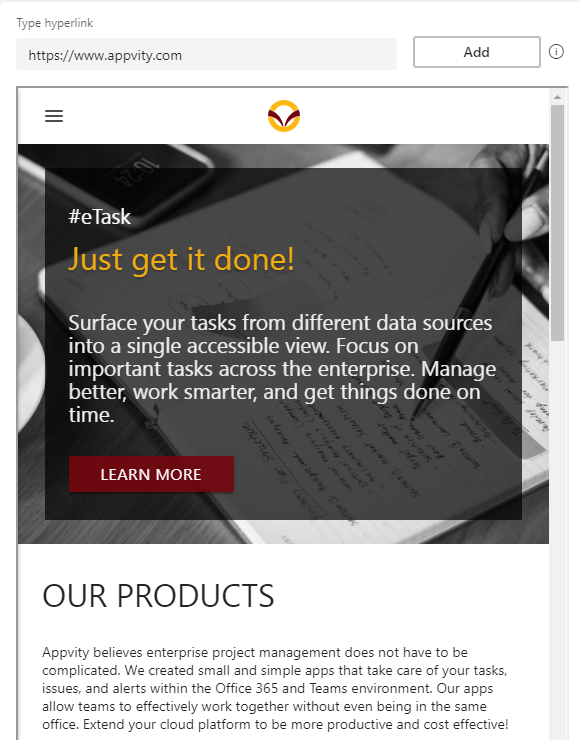 Type hyperlink
https://www.appvity.com
Add
#eTask
Just get it done!
Surface your tasks from different data sources
into a single accessible view. Focus on
important tasks across the enterprise. Manage
better, work smarter, and get things done on
time.
LEARN MORE
OUR PRODUCTS
Appvity believes enterprise project management does not have to be
complicated. We created small and simple apps that take care of your tasks,
issues, and alerts within the Office 365 and Teams environment. Our apps
allow teams to effectively work together without even being in the same
office. Extend your cloud platform to be more productive and cost effective!